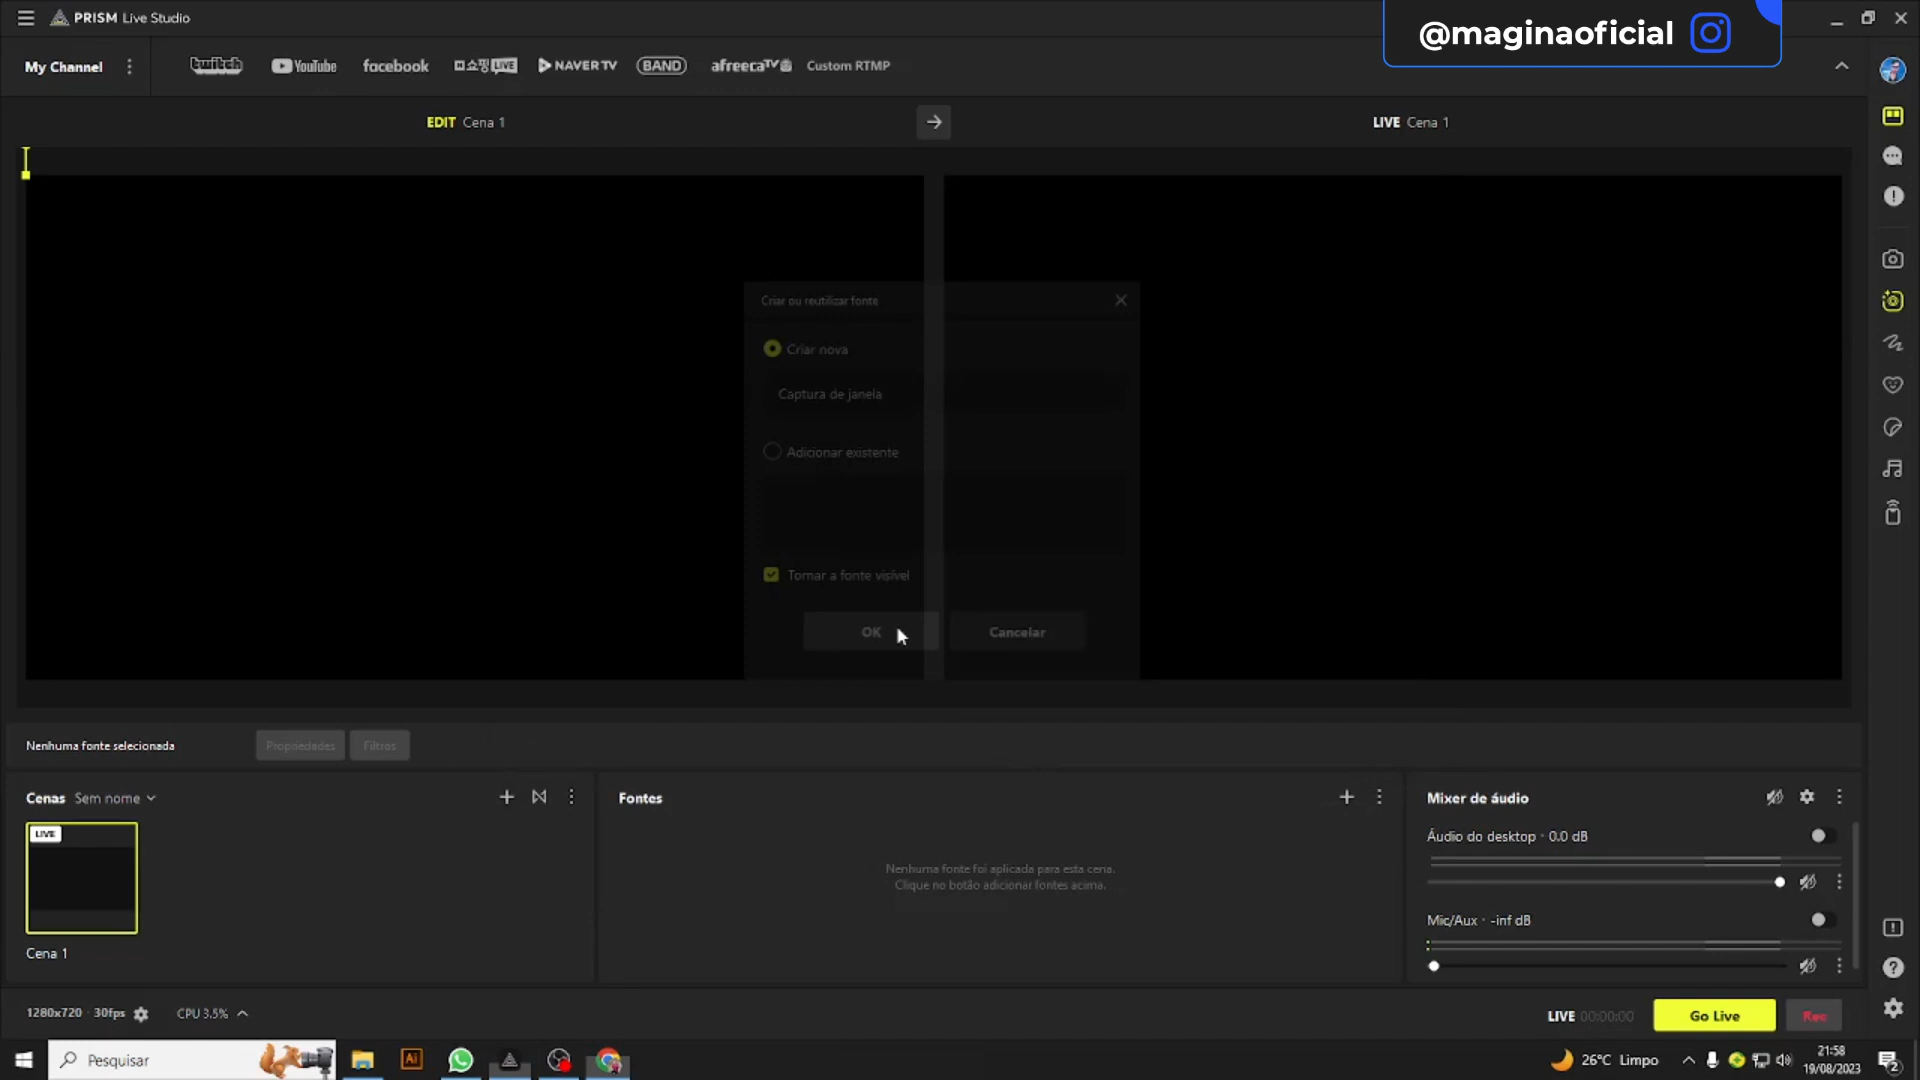 PRISM Live Studio
@maginaoficial
My Channel
twitch
YouTube
facebook
LIVE
NAVER TV
BAND
afreecaTV
Custom RTMP
EDIT Cena 1
LIVE Cena 1
Criar ou reutilizar fonte
Criar nova
Captura de janela
Adicionar existente
Tornar a fonte visível
OK
Cancelar
Nenhuma fonte selecionada
Propriedades
Filtros
Cenas Sem nome
Fontes
Mixer de áudio
LIVE
Áudio do desktop · 0.0 dB
Nenhuma fonte foi aplicada para esta cena.
Clique no botão adicionar fontes acima.
Mic/Aux · -inf dB
Cena 1
1280x720 · 30fps
CPU 3.5%
LIVE 00:00:00
Go Live
Rec
Pesquisar
Ai
26°C Limpo
21:58
19/08/2023
2